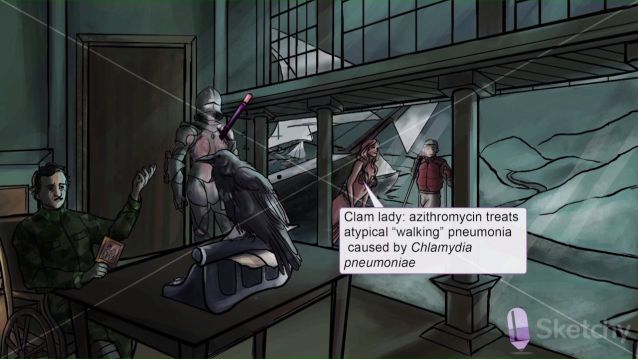 Clam lady: azithromycin treats
atypical "walking" pneumonia
caused by Chlamydia
pneumoniae
Sketchy